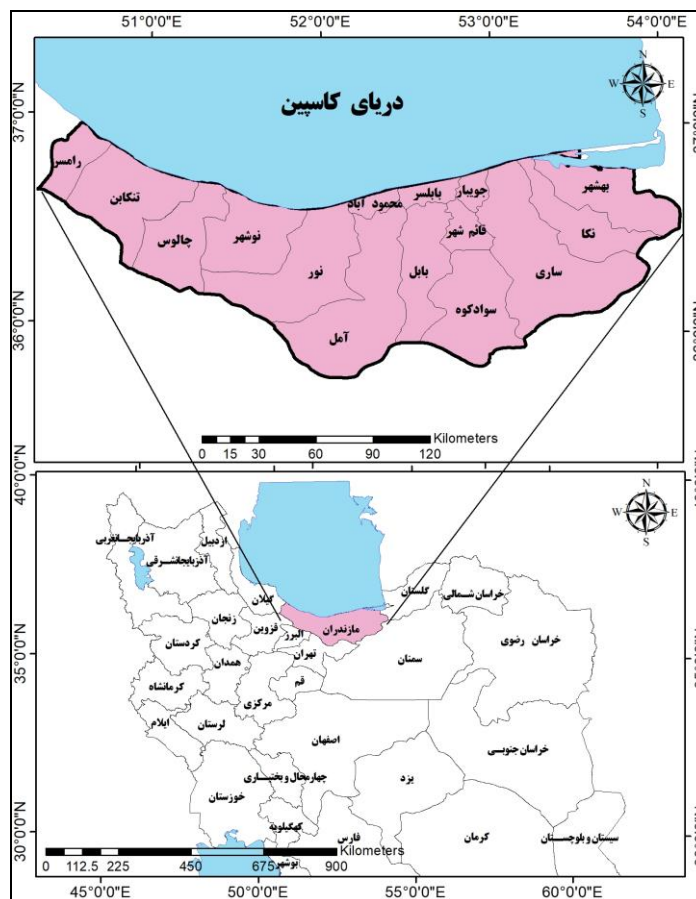 51°0'0"E 52°0'0"E 53°0'0"E 54°0'0"E
N
W E
S
37°0'0"N
36°0'0"N
دریای کاسپین
رامسر
تنکابن
چالوس
نوشهر
نور
محمود آباد
آمل
بابلسر
بابل
جویبار
قائم شهر
سوادکوه
ساری
بهشهر
نکا
Kilometers
0 15 30 60 90 120
40°0'0"N
35°0'0"N
30°0'0"N
N
W E
S
آذربایجانغربی
آذربایجانشرقی
اردبیل
گیلان
گلستان
خراسان شمالی
زنجان
قزوین
البرز
مازندران
خراسان رضوی
کردستان
تهران
سمنان
همدان
قم
کرمانشاه
مرکزی
ایلام
لرستان
اصفهان
خراسان جنوبی
چهارمحال و بختیاری
یزد
خوزستان
کهگیلویه
فارس
کرمان
سیستان و بلوچستان
بوشهر
Kilometers
0 112.5 225 450 675 900
45°0'0"E 50°0'0"E 55°0'0"E 60°0'0"E